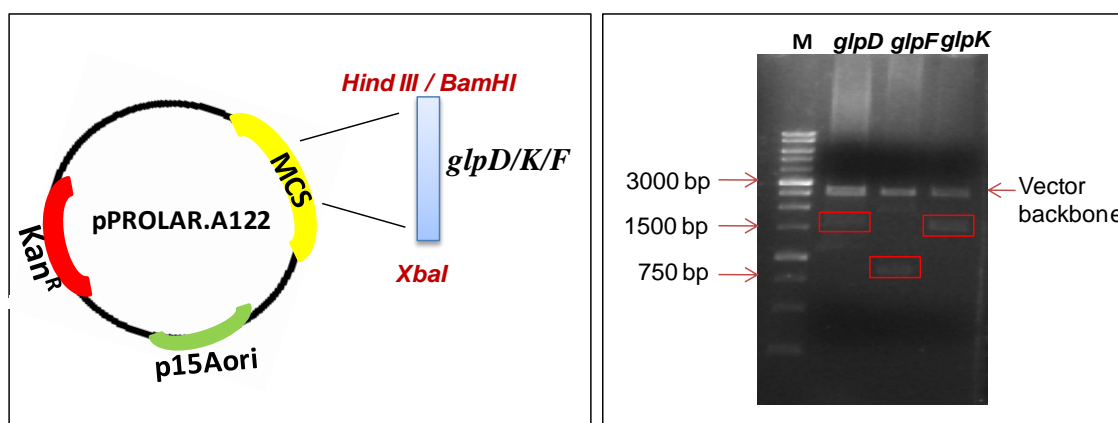 Hind III / BamHI
MCS
glpD/K/F
pPROLAR.A122
KanR
XbaI
p15Aori
M glpD glpF glpK
3000 bp
Vector
backbone
1500 bp
750 bp